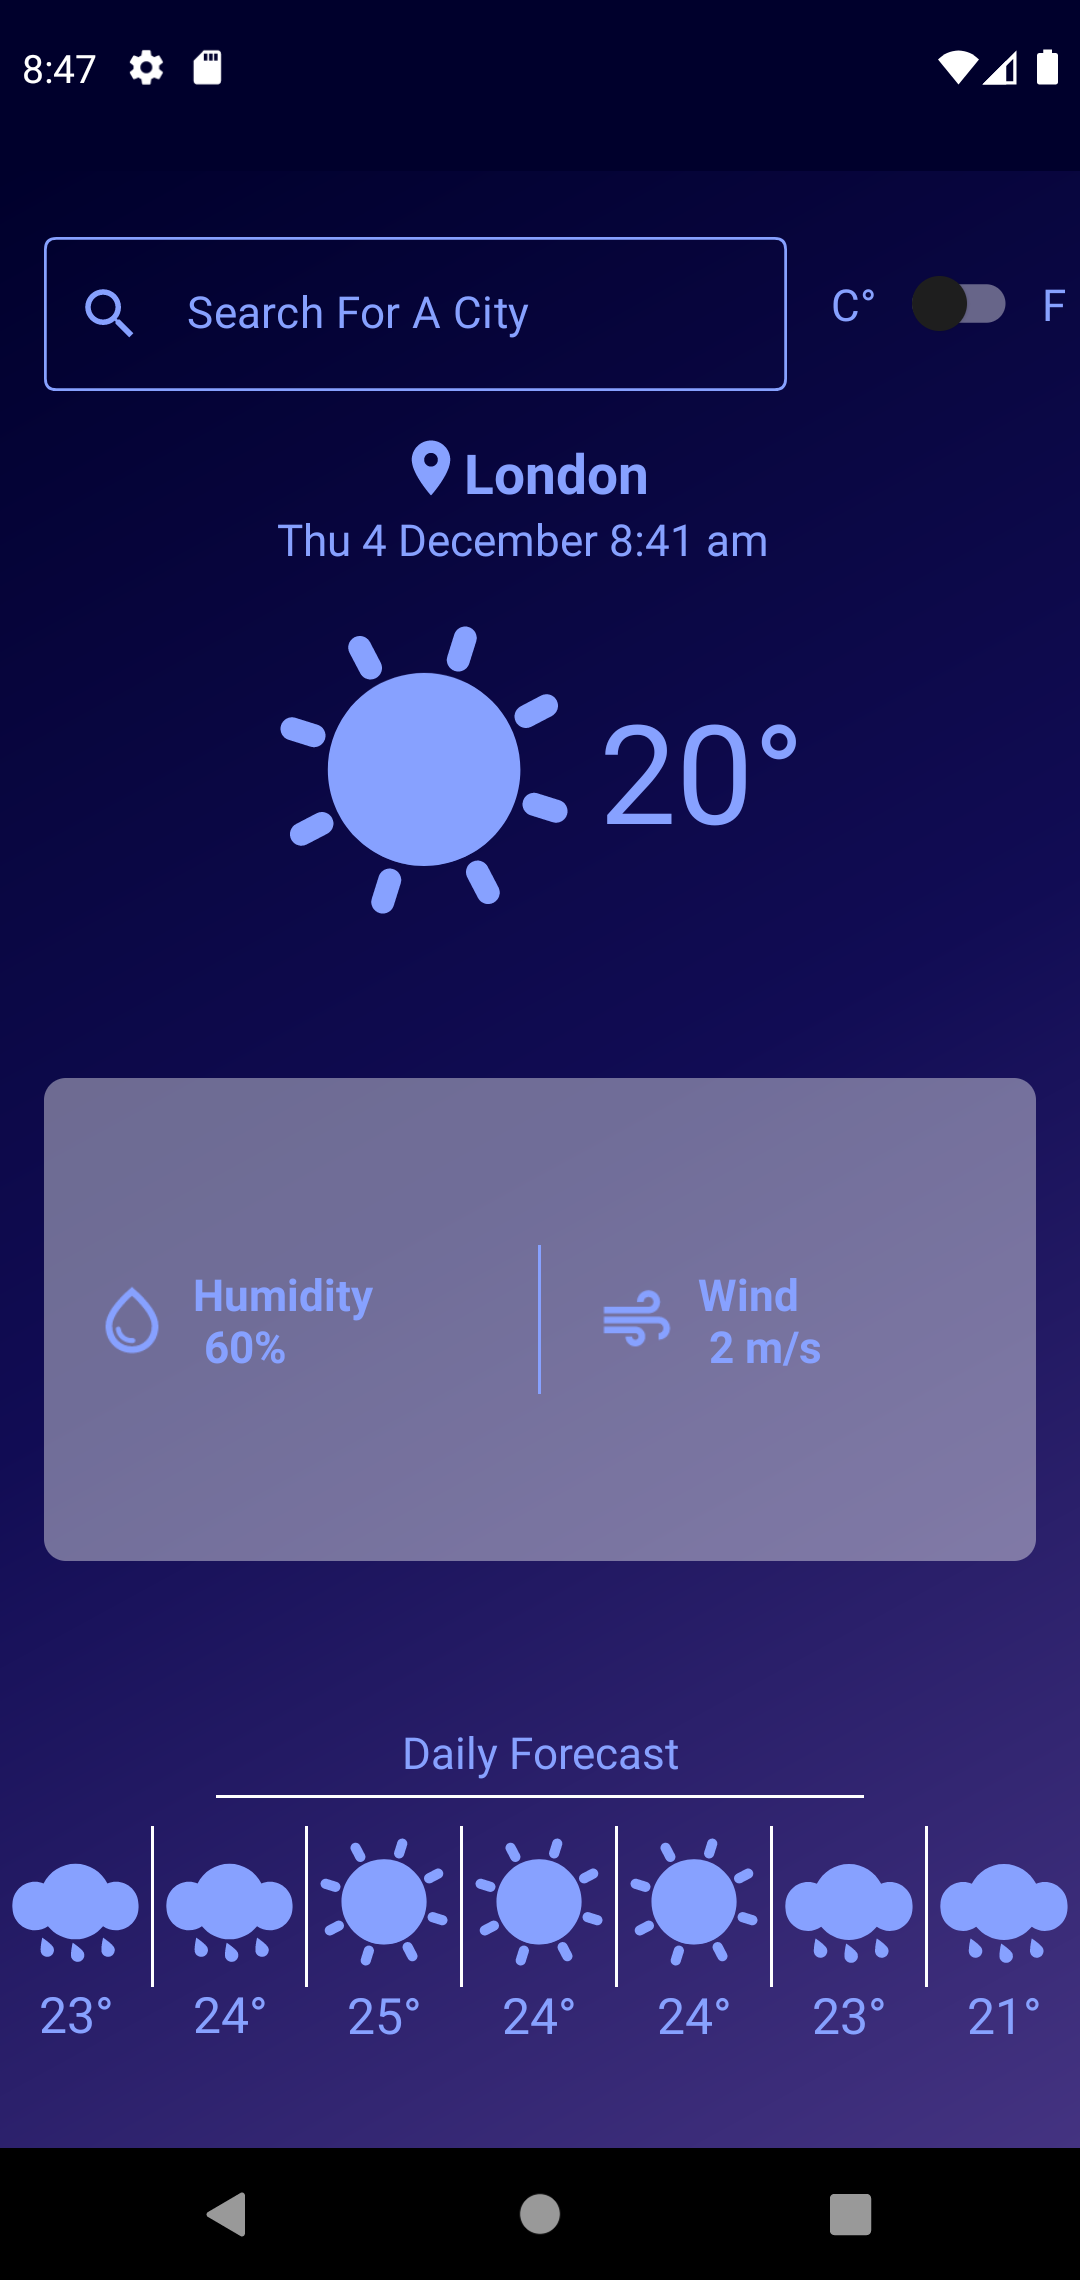 8:47
Search For A City
C° F
London
Thu 4 December 8:41 am
20°
Humidity
60%
Wind
2 m/s
Daily Forecast
23° 24° 25° 24° 24° 23° 21°